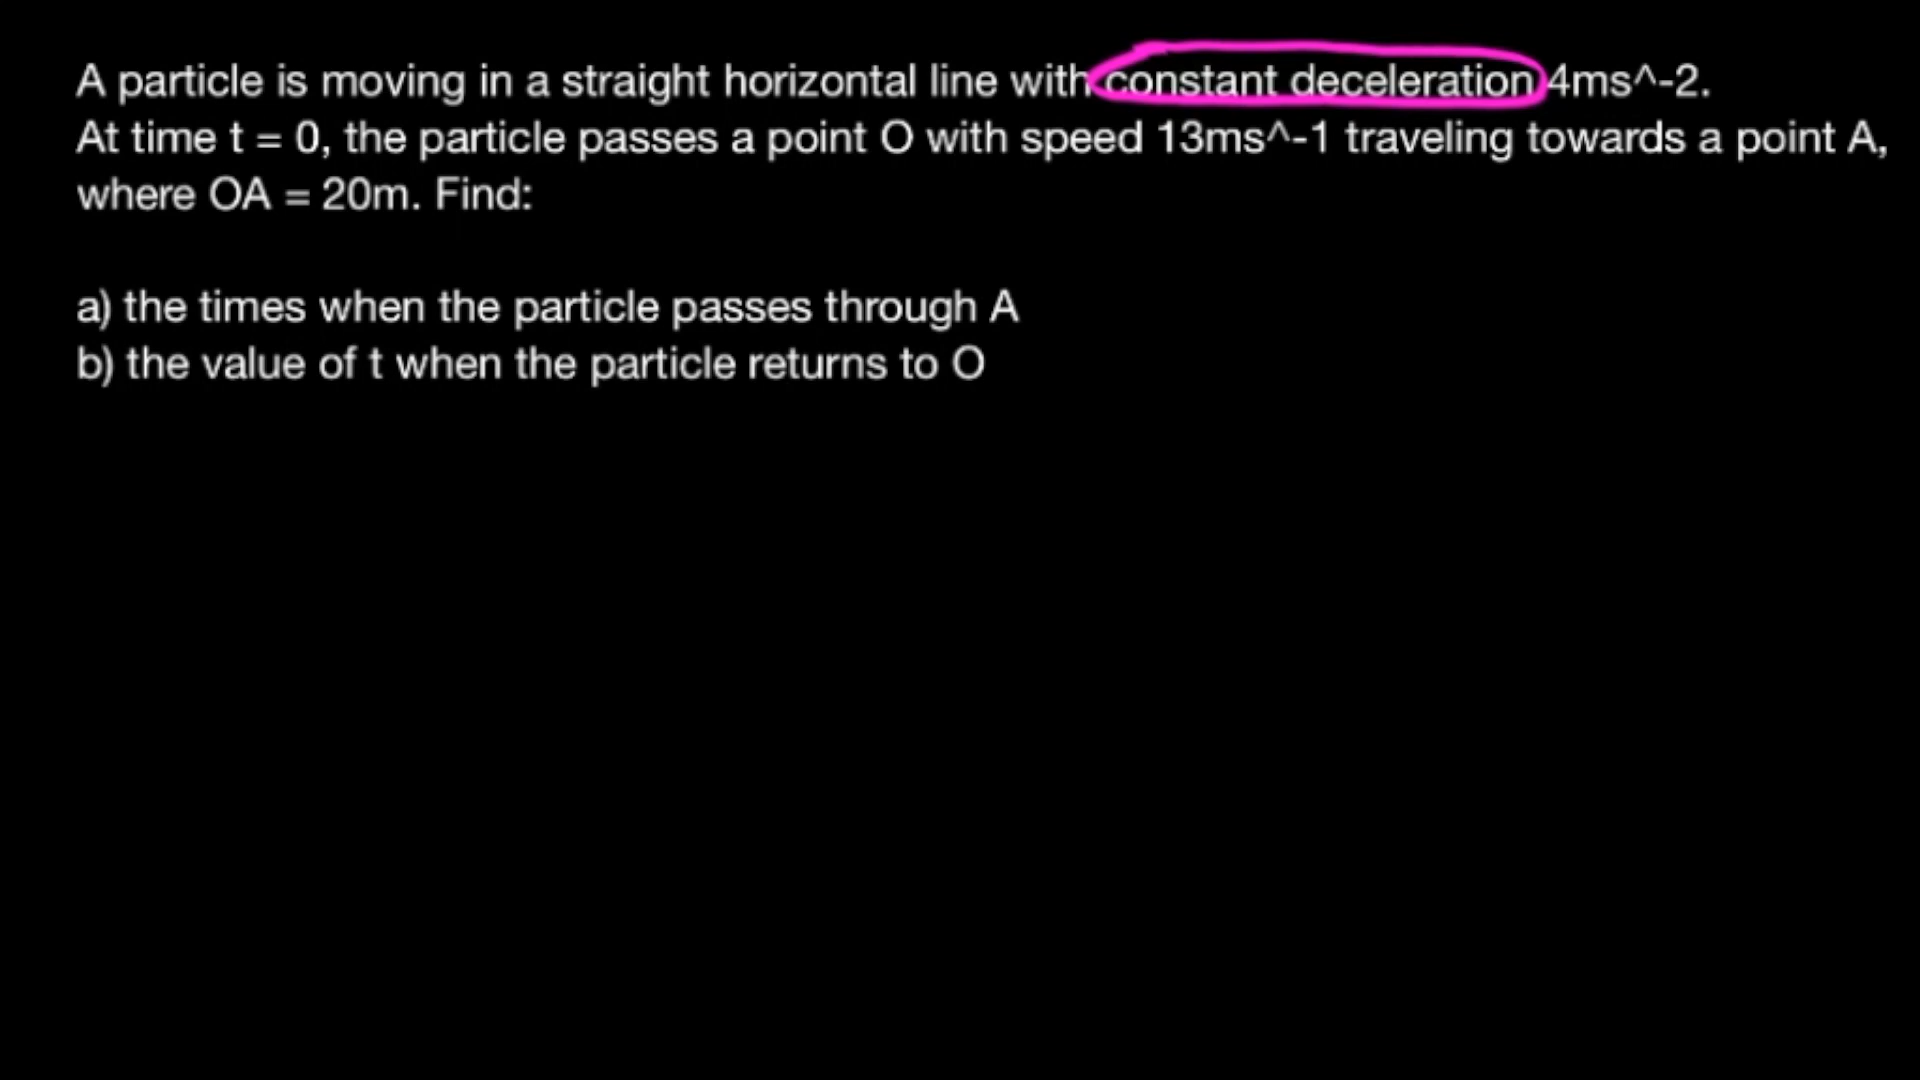 A particle is moving in a straight horizontal line with constant deceleration 4ms^-2.
At time t = 0, the particle passes a point O with speed 13ms^-1 traveling towards a point A,
where OA = 20m. Find:
a) the times when the particle passes through A
b) the value of t when the particle returns to O